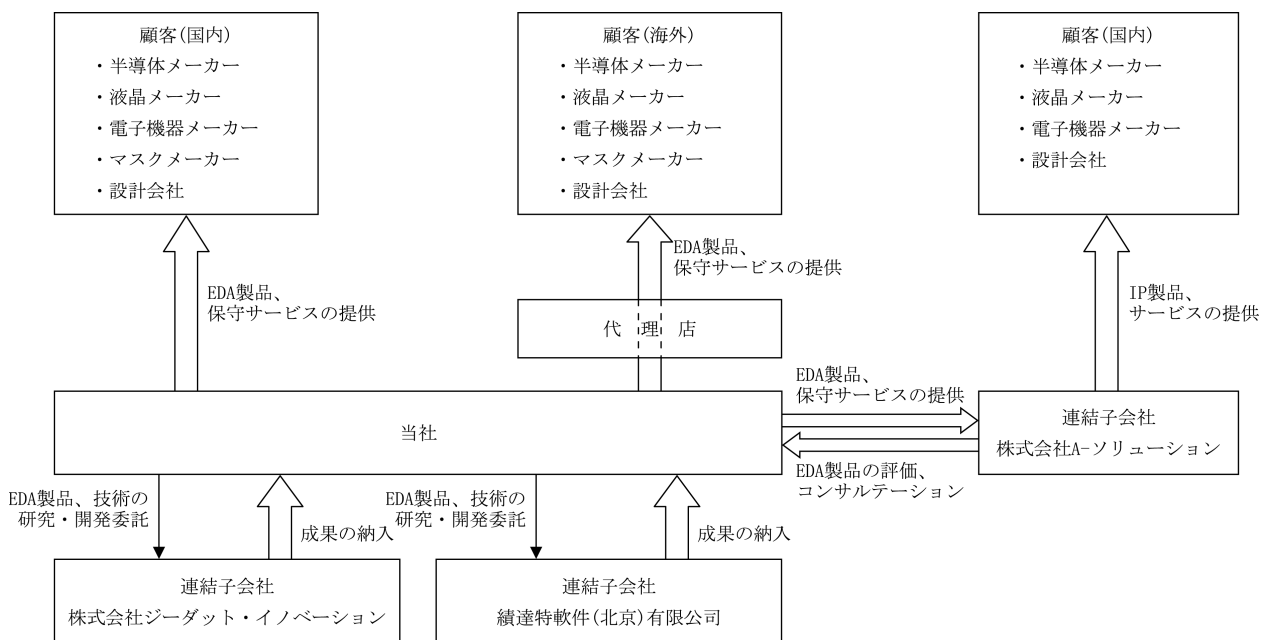 顧客(国内)
・半導体メーカー
・液晶メーカー
・電子機器メーカー
・マスクメーカー
・設計会社
顧客(海外)
・半導体メーカー
・液晶メーカー
・電子機器メーカー
・マスクメーカー
・設計会社
顧客(国内)
・半導体メーカー
・液晶メーカー
・電子機器メーカー
・設計会社
EDA製品、
保守サービスの提供
EDA製品、
保守サービスの提供
IP製品、
サービスの提供
代 理 店
EDA製品、
保守サービスの提供
当社
連結子会社
株式会社A-ソリューション
EDA製品の評価、
コンサルテーション
EDA製品、技術の
研究・開発委託
成果の納入
EDA製品、技術の
研究・開発委託
成果の納入
連結子会社
株式会社ジーダット・イノベーション
連結子会社
績達特軟件(北京)有限公司